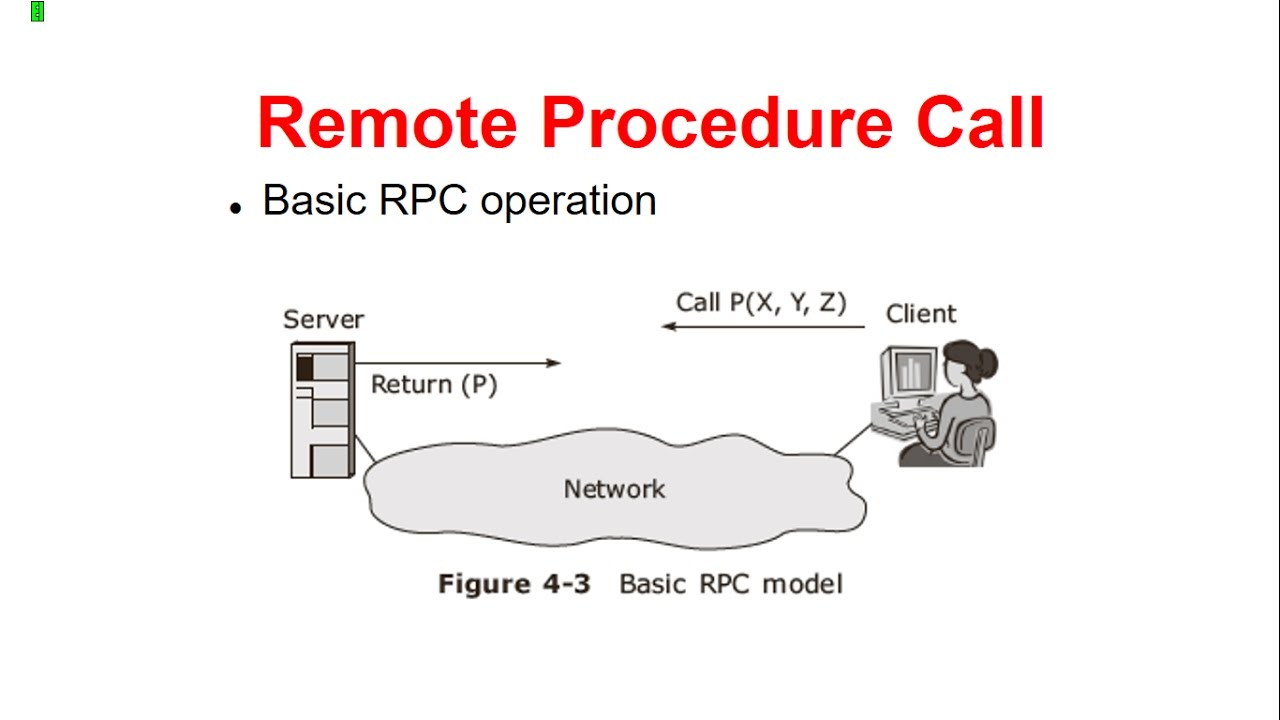 Remote Procedure Call
• Basic RPC operation
Call P(X, Y, Z)
Client
Server
Return (P)
Network
Figure 4-3 Basic RPC model